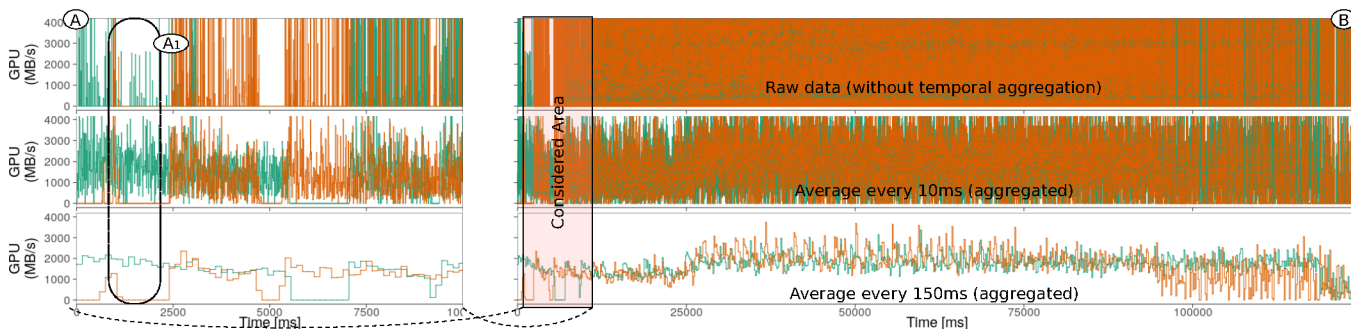 A
A1
B
GPU
(MB/s)
4000
3000
2000
1000
0
GPU
(MB/s)
4000
3000
2000
1000
0
GPU
(MB/s)
4000
3000
2000
1000
0
0
2500
5000
7500
Time [ms]
Considered Area
Raw data (without temporal aggregation)
Average every 10ms (aggregated)
Average every 150ms (aggregated)
25000
50000
75000
100000
Time [ms]